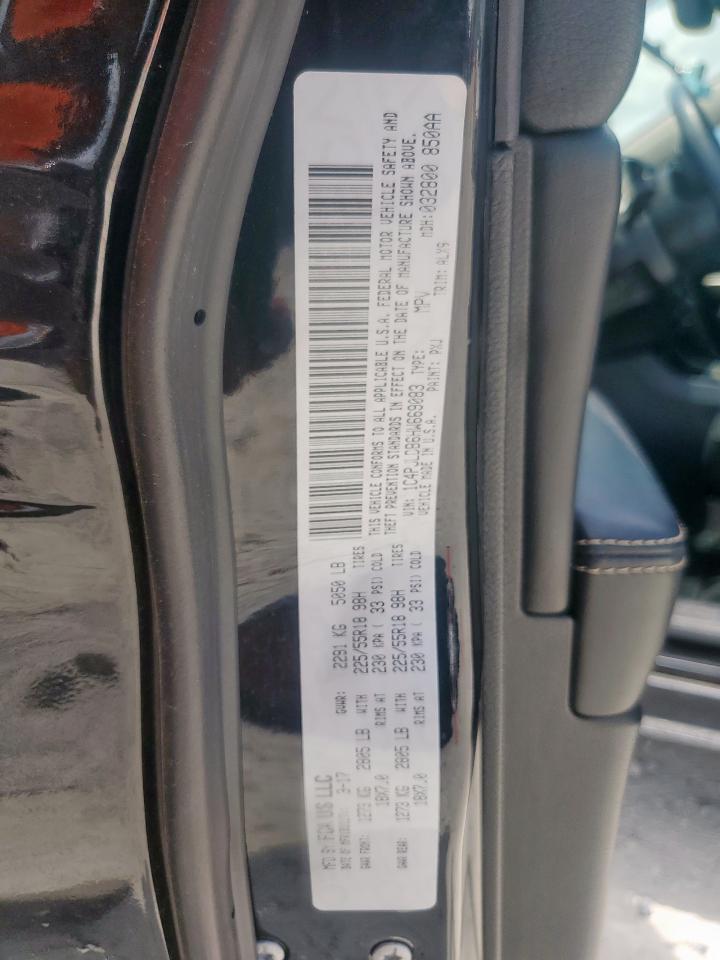 MFD BY: FCA US LLC
DATE OF MFR: 3-17 GVWR: 2291 KG 5050 LB
GAWR FRONT: 1273 KG 2805 LB WITH 225/55R18 98H TIRES
18X7.0 RIMS AT 230 KPA ( 33 PSI) COLD
GAWR REAR: 1273 KG 2805 LB WITH 225/55R18 98H TIRES
18X7.0 RIMS AT 230 KPA ( 33 PSI) COLD
THIS VEHICLE CONFORMS TO ALL APPLICABLE U.S.A. FEDERAL MOTOR VEHICLE SAFETY AND
THEFT PREVENTION STANDARDS IN EFFECT ON THE DATE OF MANUFACTURE SHOWN ABOVE.
VIN: 1C4PJLCB6HW669083 TYPE: MPV MDH: 032800 850AA
VEHICLE MADE IN U.S.A. PAINT: PXJ TRIM: ALX9